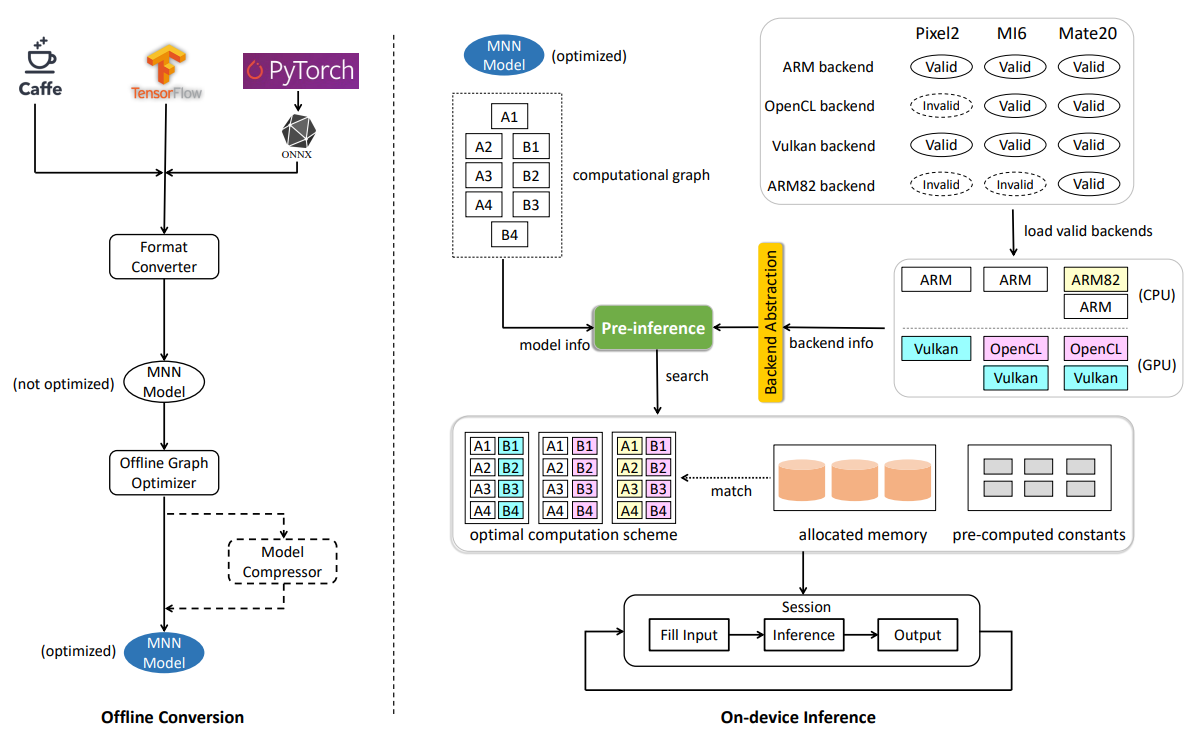 Caffe
TensorFlow
PyTorch
ONNX
Format
Converter
(not optimized)
MNN
Model
Offline Graph
Optimizer
Model
Compressor
(optimized)
MNN
Model
Offline Conversion
MNN
Model
(optimized)
A1
A2 B1
A3 B2
A4 B3
B4
computational graph
Pixel2 MI6 Mate20
ARM backend Valid Valid Valid
OpenCL backend Invalid Valid Valid
Vulkan backend Valid Valid Valid
ARM82 backend Invalid Invalid Valid
load valid backends
ARM ARM ARM82
ARM
(CPU)
Vulkan OpenCL OpenCL
Vulkan Vulkan
(GPU)
backend info
Backend Abstraction
Pre-inference
model info
search
A1 B1 A1 B1 A1 B1
A2 B2 A2 B2 A2 B2
A3 B3 A3 B3 A3 B3
A4 B4 A4 B4 A4 B4
optimal computation scheme
match
allocated memory
pre-computed constants
Session
Fill Input Inference Output
On-device Inference